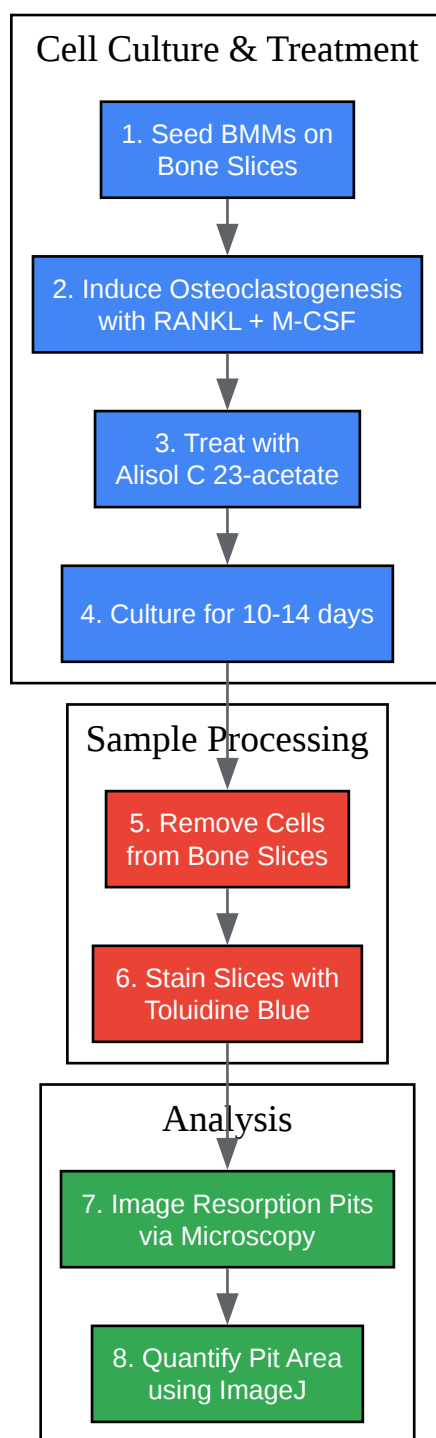 Cell Culture & Treatment
1. Seed BMMs on
Bone Slices
2. Induce Osteoclastogenesis
with RANKL + M-CSF
3. Treat with
Alisol C 23-acetate
4. Culture for 10-14 days
Sample Processing
5. Remove Cells
from Bone Slices
6. Stain Slices with
Toluidine Blue
Analysis
7. Image Resorption Pits
via Microscopy
8. Quantify Pit Area
using ImageJ